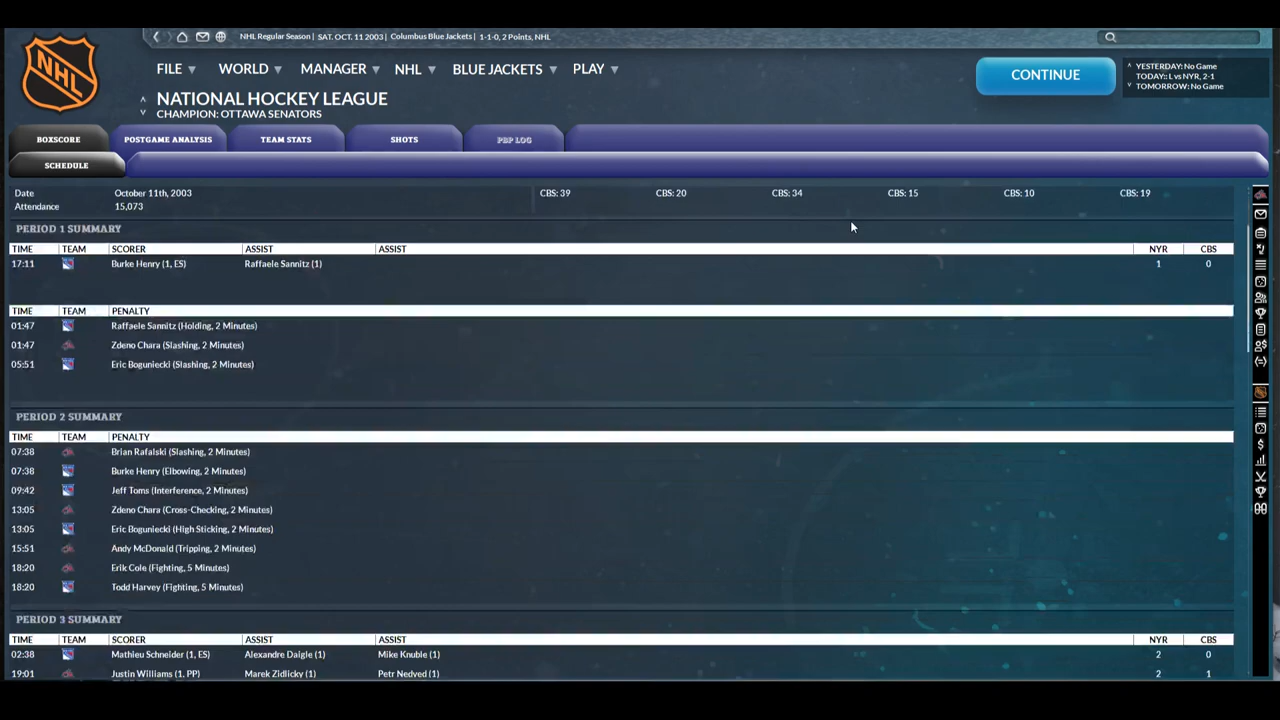 NHL Regular Season | SAT. OCT. 11 2003 | Columbus Blue Jackets | 1-1-0, 2 Points, NHL
NHL
FILE WORLD MANAGER NHL BLUE JACKETS PLAY
CONTINUE
YESTERDAY: No Game
TODAY:: L vs NYR, 2-1
TOMORROW: No Game
NATIONAL HOCKEY LEAGUE
CHAMPION: OTTAWA SENATORS
BOXSCORE POSTGAME ANALYSIS TEAM STATS SHOTS PBP LOG
SCHEDULE
Date October 11th, 2003 CBS: 39 CBS: 20 CBS: 34 CBS: 15 CBS: 10 CBS: 19
Attendance 15,073
PERIOD 1 SUMMARY
TIME TEAM SCORER ASSIST ASSIST NYR CBS
17:11 Burke Henry (1, ES) Raffaele Sannitz (1) 1 0
TIME TEAM PENALTY
01:47 Raffaele Sannitz (Holding, 2 Minutes)
01:47 Zdeno Chara (Slashing, 2 Minutes)
05:51 Eric Boguniecki (Slashing, 2 Minutes)
PERIOD 2 SUMMARY
TIME TEAM PENALTY
07:38 Brian Rafalski (Slashing, 2 Minutes)
07:38 Burke Henry (Elbowing, 2 Minutes)
09:42 Jeff Toms (Interference, 2 Minutes)
13:05 Zdeno Chara (Cross-Checking, 2 Minutes)
13:05 Eric Boguniecki (High Sticking, 2 Minutes)
15:51 Andy McDonald (Tripping, 2 Minutes)
18:20 Erik Cole (Fighting, 5 Minutes)
18:20 Todd Harvey (Fighting, 5 Minutes)
PERIOD 3 SUMMARY
TIME TEAM SCORER ASSIST ASSIST NYR CBS
02:38 Mathieu Schneider (1, ES) Alexandre Daigle (1) Mike Knuble (1) 2 0
19:01 Justin Williams (1, PP) Marek Zidlicky (1) Petr Nedved (1) 2 1